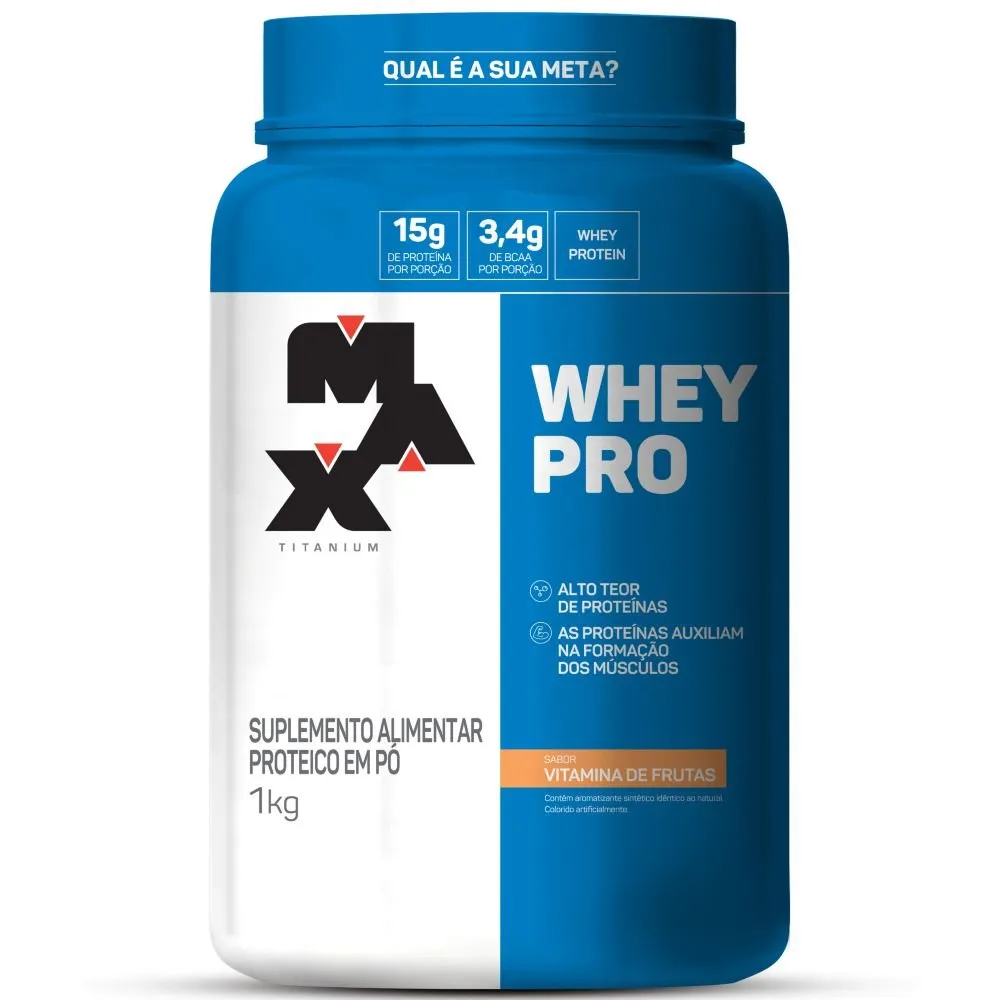 QUAL É A SUA META?
15g
DE PROTEÍNA
POR PORÇÃO
3,4g
DE BCAA
POR PORÇÃO
WHEY
PROTEIN
MAX
TITANIUM
WHEY
PRO
ALTO TEOR
DE PROTEÍNAS
AS PROTEÍNAS AUXILIAM
NA FORMAÇÃO
DOS MÚSCULOS
SUPLEMENTO ALIMENTAR
PROTEICO EM PÓ
1kg
SABOR
VITAMINA DE FRUTAS
Contém aromatizante sintético idêntico ao natural.
Colorido artificialmente.